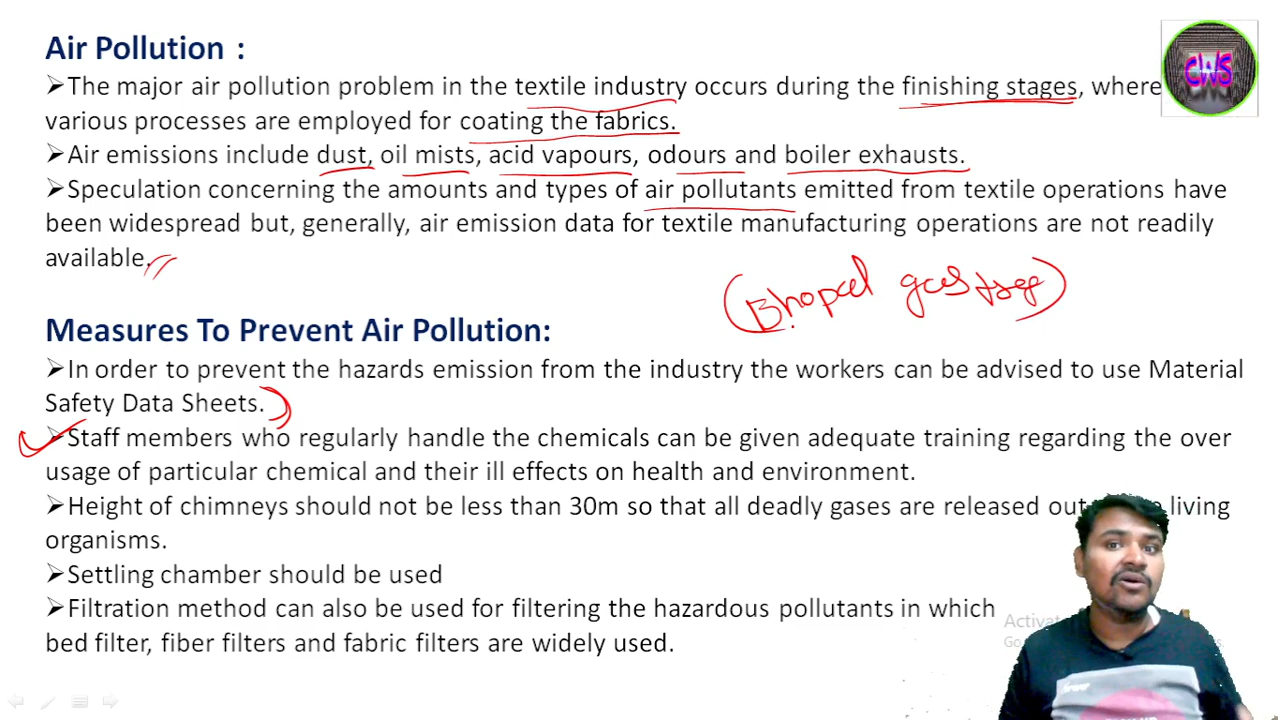 Air Pollution :
CWS
➢The major air pollution problem in the textile industry occurs during the finishing stages, where
various processes are employed for coating the fabrics.
➢Air emissions include dust, oil mists, acid vapours, odours and boiler exhausts.
➢Speculation concerning the amounts and types of air pollutants emitted from textile operations have
been widespread but, generally, air emission data for textile manufacturing operations are not readily
available.
(Bhopal gas trag)
Measures To Prevent Air Pollution:
➢In order to prevent the hazards emission from the industry the workers can be advised to use Material
Safety Data Sheets.
➢Staff members who regularly handle the chemicals can be given adequate training regarding the over
usage of particular chemical and their ill effects on health and environment.
➢Height of chimneys should not be less than 30m so that all deadly gases are released out living
organisms.
➢Settling chamber should be used
➢Filtration method can also be used for filtering the hazardous pollutants in which
bed filter, fiber filters and fabric filters are widely used.
Activat
Go